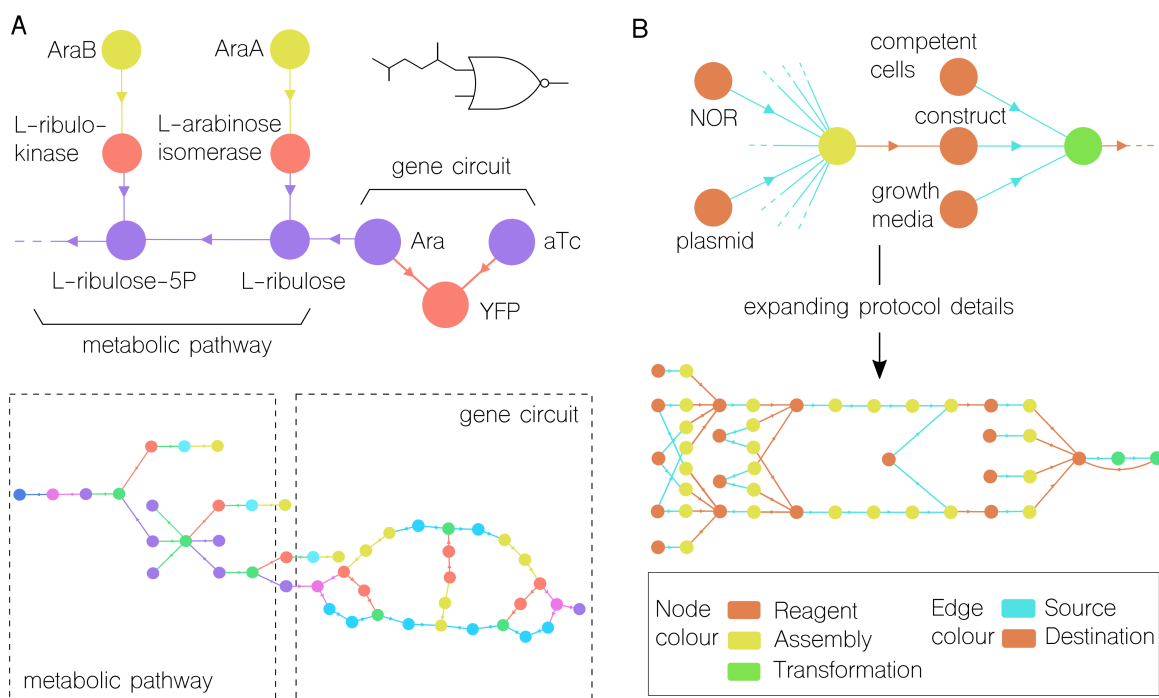 A
AraB
AraA
L-ribulo-
kinase
L-arabinose
isomerase
gene circuit
Ara
aTc
L-ribulose-5P
L-ribulose
YFP
metabolic pathway
gene circuit
metabolic pathway
B
competent
cells
NOR
construct
growth
media
plasmid
expanding protocol details
Node
colour
Reagent
Assembly
Transformation
Edge
colour
Source
Destination